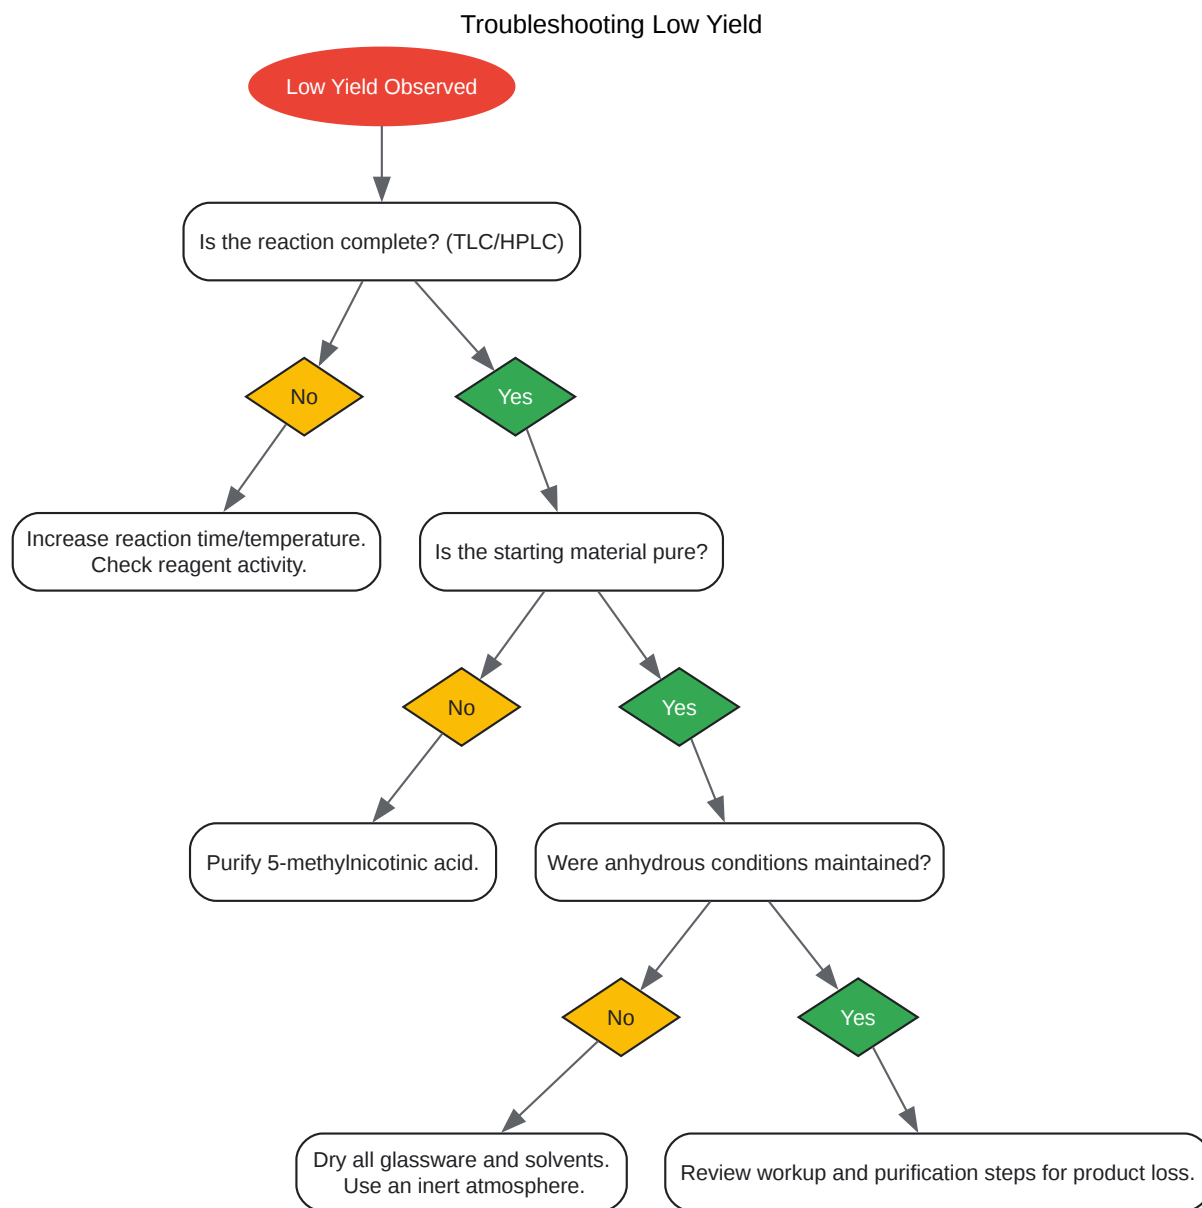 Troubleshooting Low Yield
Low Yield Observed
Is the reaction complete? (TLC/HPLC)
No
Yes
Increase reaction time/temperature.
Check reagent activity.
Is the starting material pure?
No
Yes
Purify 5-methylnicotinic acid.
Were anhydrous conditions maintained?
No
Yes
Dry all glassware and solvents.
Use an inert atmosphere.
Review workup and purification steps for product loss.